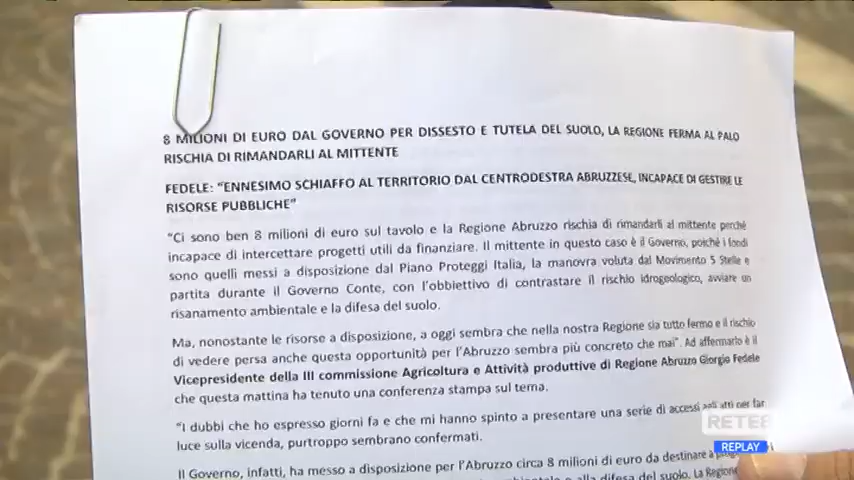 8 MILIONI DI EURO DAL GOVERNO PER DISSESTO E TUTELA DEL SUOLO, LA REGIONE FERMA AL PALO
RISCHIA DI RIMANDARLI AL MITTENTE
FEDELE: "ENNESIMO SCHIAFFO AL TERRITORIO DAL CENTRODESTRA ABRUZZESE, INCAPACE DI GESTIRE LE
RISORSE PUBBLICHE"
"Ci sono ben 8 milioni di euro sul tavolo e la Regione Abruzzo rischia di rimandarli al mittente perché
incapace di intercettare progetti utili da finanziare. Il mittente in questo caso è il Governo, poiché i fondi
sono quelli messi a disposizione dal Piano Proteggi Italia, la manovra voluta dal Movimento 5 Stelle e
partita durante il Governo Conte, con l'obbiettivo di contrastare il rischio idrogeologico, avviare un
risanamento ambientale e la difesa del suolo.
Ma, nonostante le risorse a disposizione, a oggi sembra che nella nostra Regione sia tutto fermo e il rischio
di vedere persa anche questa opportunità per l'Abruzzo sembra più concreto che mai". Ad affermarlo è il
Vicepresidente della III commissione Agricoltura e Attività produttive di Regione Abruzzo Giorgio Fedele
che questa mattina ha tenuto una conferenza stampa sul tema.
"I dubbi che ho espresso giorni fa e che mi hanno spinto a presentare una serie di accessi agli atti per far
luce sulla vicenda, purtroppo sembrano confermati.
Il Governo, infatti, ha messo a disposizione per l'Abruzzo circa 8 milioni di euro da destinare a
difesa del suolo. La Regione
RETE8
REPLAY